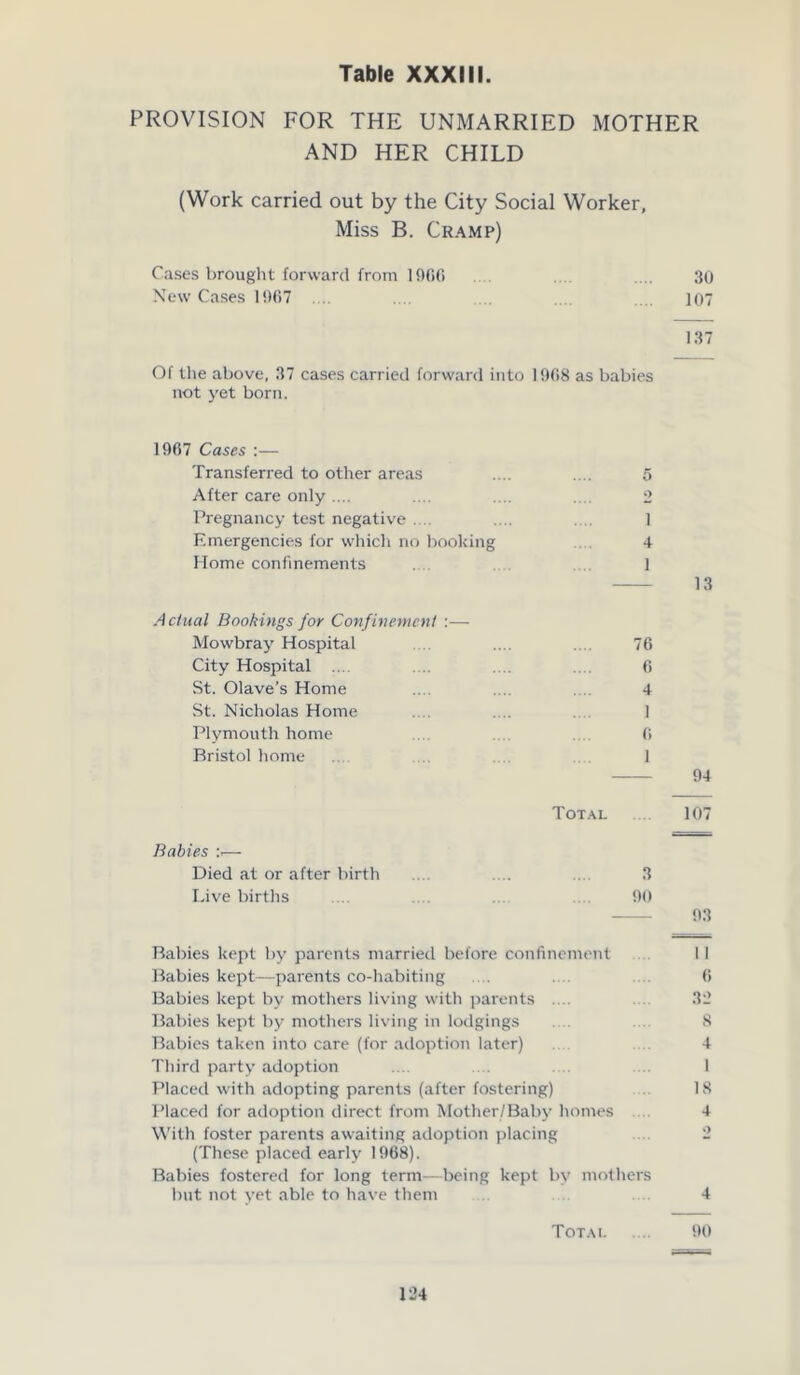 Table XXXIII.
PROVISION FOR THE UNMARRIED MOTHER
AND HER CHILD
(Work carried out by the City Social Worker,
Miss B. Cramp)
Cases brought forward from 1966 .... .... .... 30
New Cases 1967 .... .... .... .... .... 107
137
Of the above, 37 cases carried forward into 1968 as babies
not yet born.
1967 Cases :—
Transferred to other areas .... .... 5
After care only .... .... .... .... 2
Pregnancy test negative .... .... .... 1
Emergencies for which no booking .... 4
Home confinements .... .... .... 1
13
Actual Bookings for Confinement :—
Mowbray Hospital .... .... .... 76
City Hospital .... .... .... .... 6
St. Olave's Home .... .... .... 4
St. Nicholas Home .... .... .... 1
Plymouth home .... .... .... 6
Bristol home .... .... .... .... 1
94
Total .... 107
Babies :—
Died at or after birth .... .... .... 3
Live births .... .... .... .... 90
93
Babies kept by parents married before confinement .... 11
Babies kept—parents co-habiting .... .... .... 6
Babies kept by mothers living with parents .... .... 32
Babies kept by mothers living in lodgings .... .... 8
Babies taken into care (for adoption later) .... .... 4
Third party adoption .... .... .... .... 1
Placed with adopting parents (after fostering) .... 18
Placed for adoption direct from Mother/Baby homes .... 4
With foster parents awaiting adoption placing .... 2
(These placed early 1968).
Babies fostered for long term—being kept by mothers
but not yet able to have them .... .... .... 4
Total .... 90
124